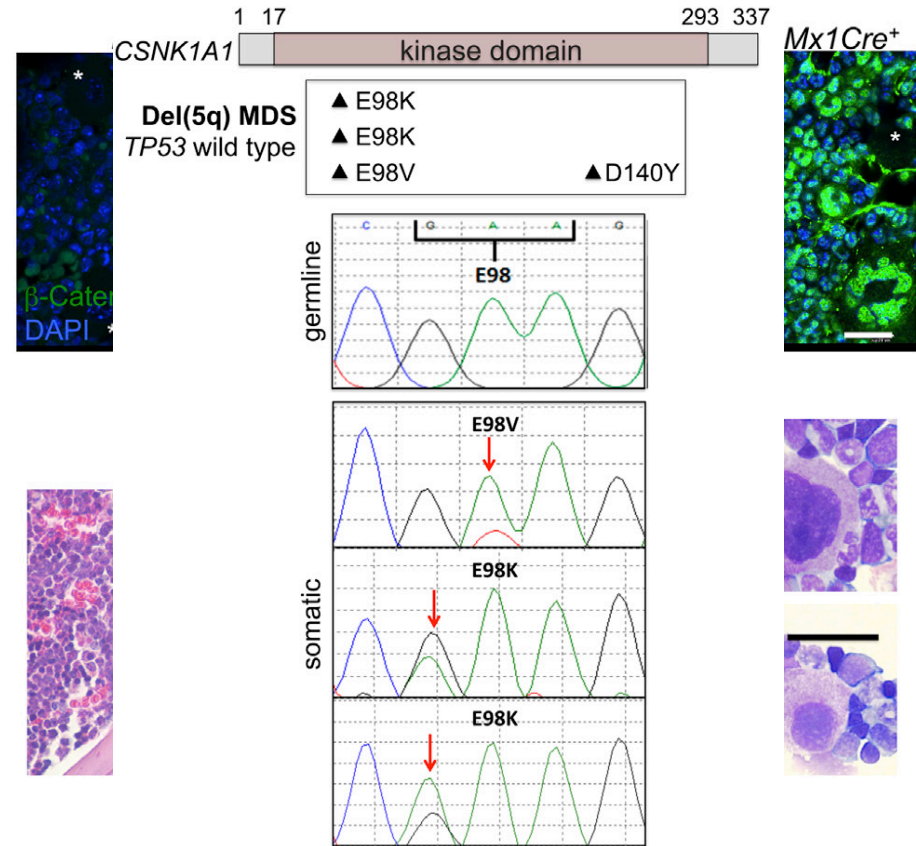 1 17 293 337
CSNK1A1 kinase domain
Mx1Cre⁺
*
*
Del(5q) MDS
TP53 wild type
▲ E98K
▲ E98K
▲ E98V ▲ D140Y
germline
C G A A G
E98
β-Cater
DAPI *
somatic
E98V
E98K
E98K